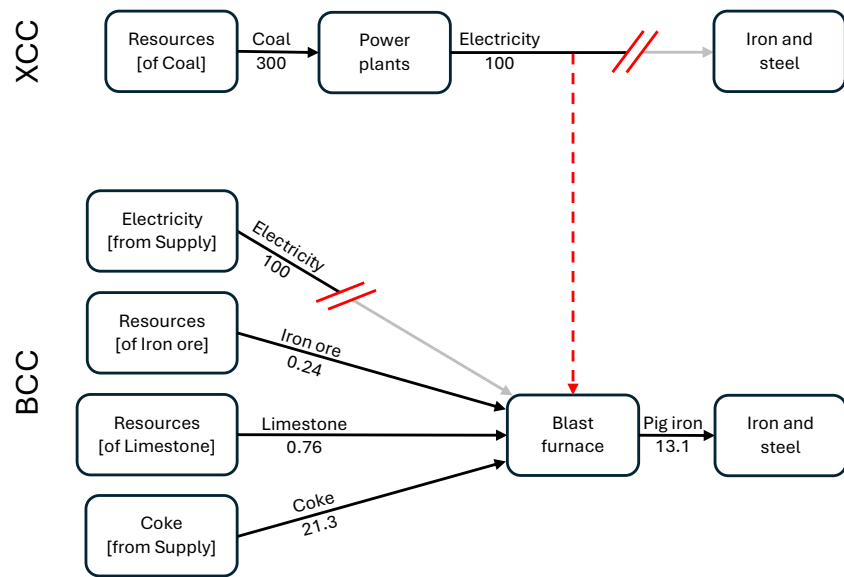 XCC
Resources
[of Coal]
Coal
300
Power
plants
Electricity
100
Iron and
steel
BCC
Electricity
[from Supply]
Electricity
100
Resources
[of Iron ore]
Iron ore
0.24
Resources
[of Limestone]
Limestone
0.76
Coke
[from Supply]
Coke
21.3
Blast
furnace
Pig iron
13.1
Iron and
steel